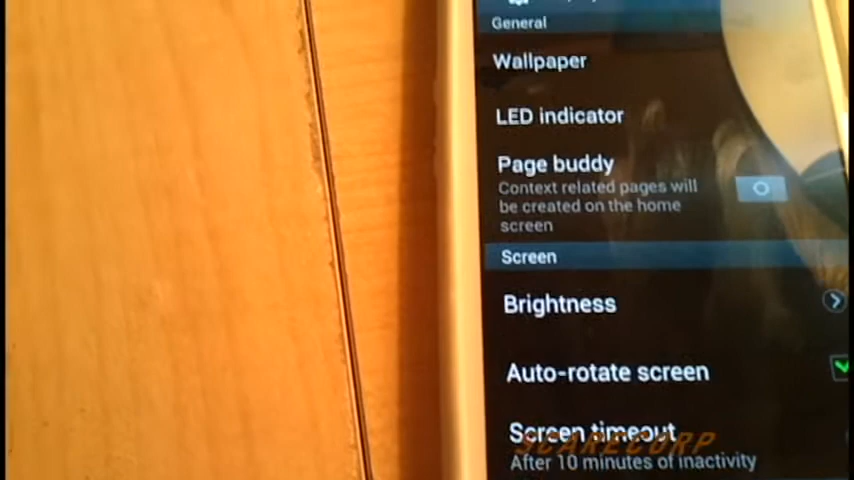 General
Wallpaper
LED indicator
Page buddy
Context related pages will
be created on the home
screen
Screen
Brightness
Auto-rotate screen
Screen timeout
SCARECORP
After 10 minutes of inactivity